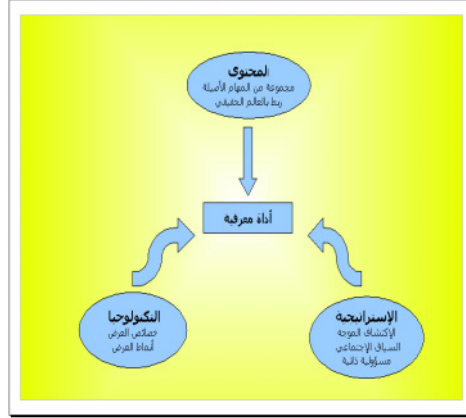 المحتوى
مجموعة من المهام الأصيلة
ربط بالعالم الحقيقي
أداة معرفية
الإستراتيجية
الإكتشاف الموجه
السياق الإجتماعي
مسؤولية ذاتية
التكنولوجيا
خصائص العرض
أنماط العرض